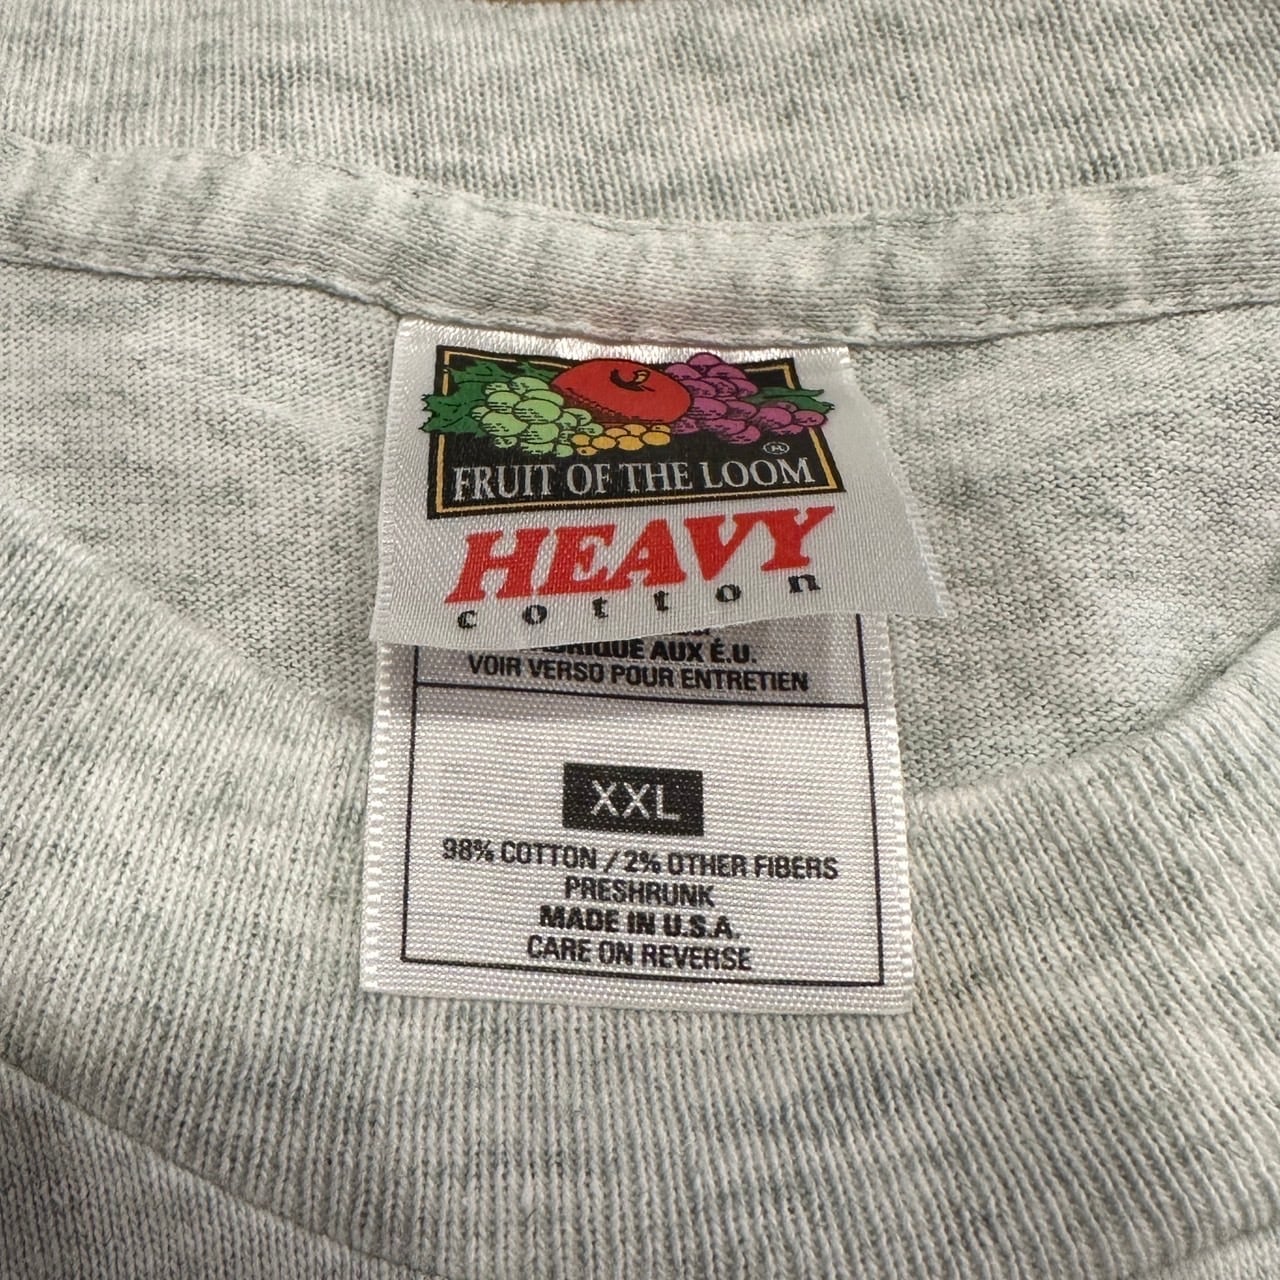 FRUIT OF THE LOOM
®
HEAVY
cotton
AUX É.U.
VOIR VERSO POUR ENTRETIEN
XXL
98% COTTON / 2% OTHER FIBERS
PRESHRUNK
MADE IN U.S.A.
CARE ON REVERSE